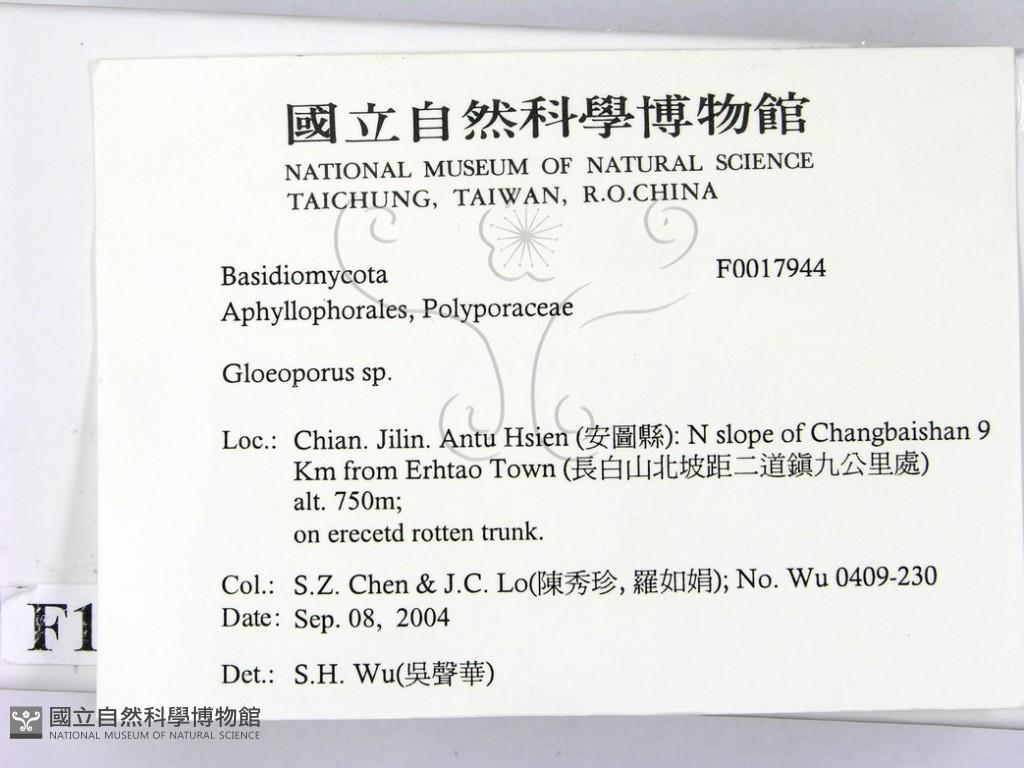 國立自然科學博物館
NATIONAL MUSEUM OF NATURAL SCIENCE
TAICHUNG, TAIWAN, R.O.CHINA
Basidiomycota F0017944
Aphyllophorales, Polyporaceae
Gloeoporus sp.
Loc.: Chian. Jilin. Antu Hsien (安圖縣): N slope of Changbaishan 9
Km from Erhtao Town (長白山北坡距二道鎮九公里處)
alt. 750m;
on erecetd rotten trunk.
Col.: S.Z. Chen & J.C. Lo(陳秀珍, 羅如娟); No. Wu 0409-230
Date: Sep. 08, 2004
Det.: S.H. Wu(吳聲華)
F1
國立自然科學博物館
NATIONAL MUSEUM OF NATURAL SCIENCE